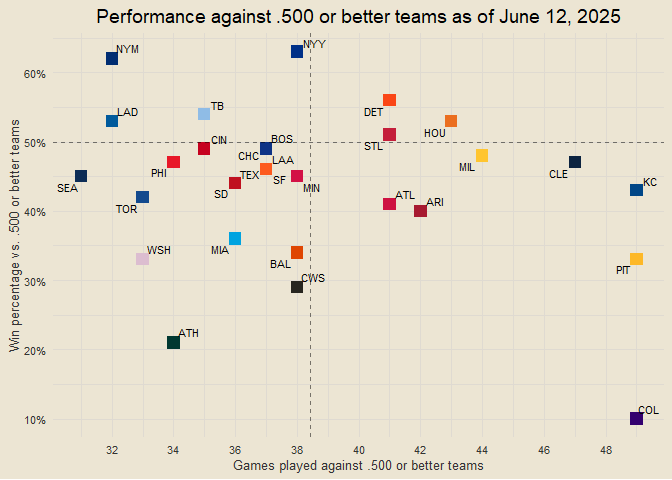 Performance against .500 or better teams as of June 12, 2025
NYM
NYY
60%
LAD
TB
DET
HOU
50%
CIN
BOS
STL
CHC
LAA
PHI
MIL
CLE
TEX
SF
SEA
SD
MIN
KC
TOR
ATL
ARI
40%
WSH
MIA
BAL
PIT
30%
CWS
ATH
20%
COL
10%
32 34 36 38 40 42 44 46 48
Games played against .500 or better teams
Win percentage vs. .500 or better teams